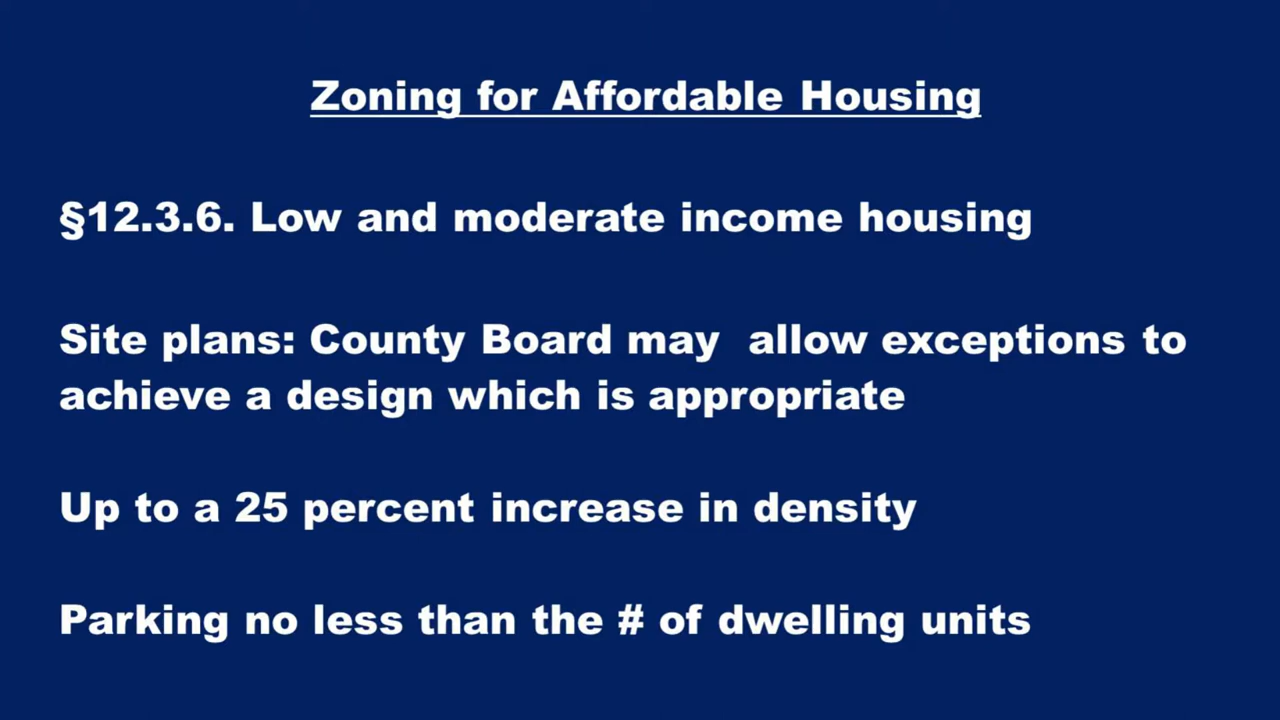 Zoning for Affordable Housing
§12.3.6. Low and moderate income housing
Site plans: County Board may  allow exceptions to
achieve a design which is appropriate
Up to a 25 percent increase in density
Parking no less than the # of dwelling units